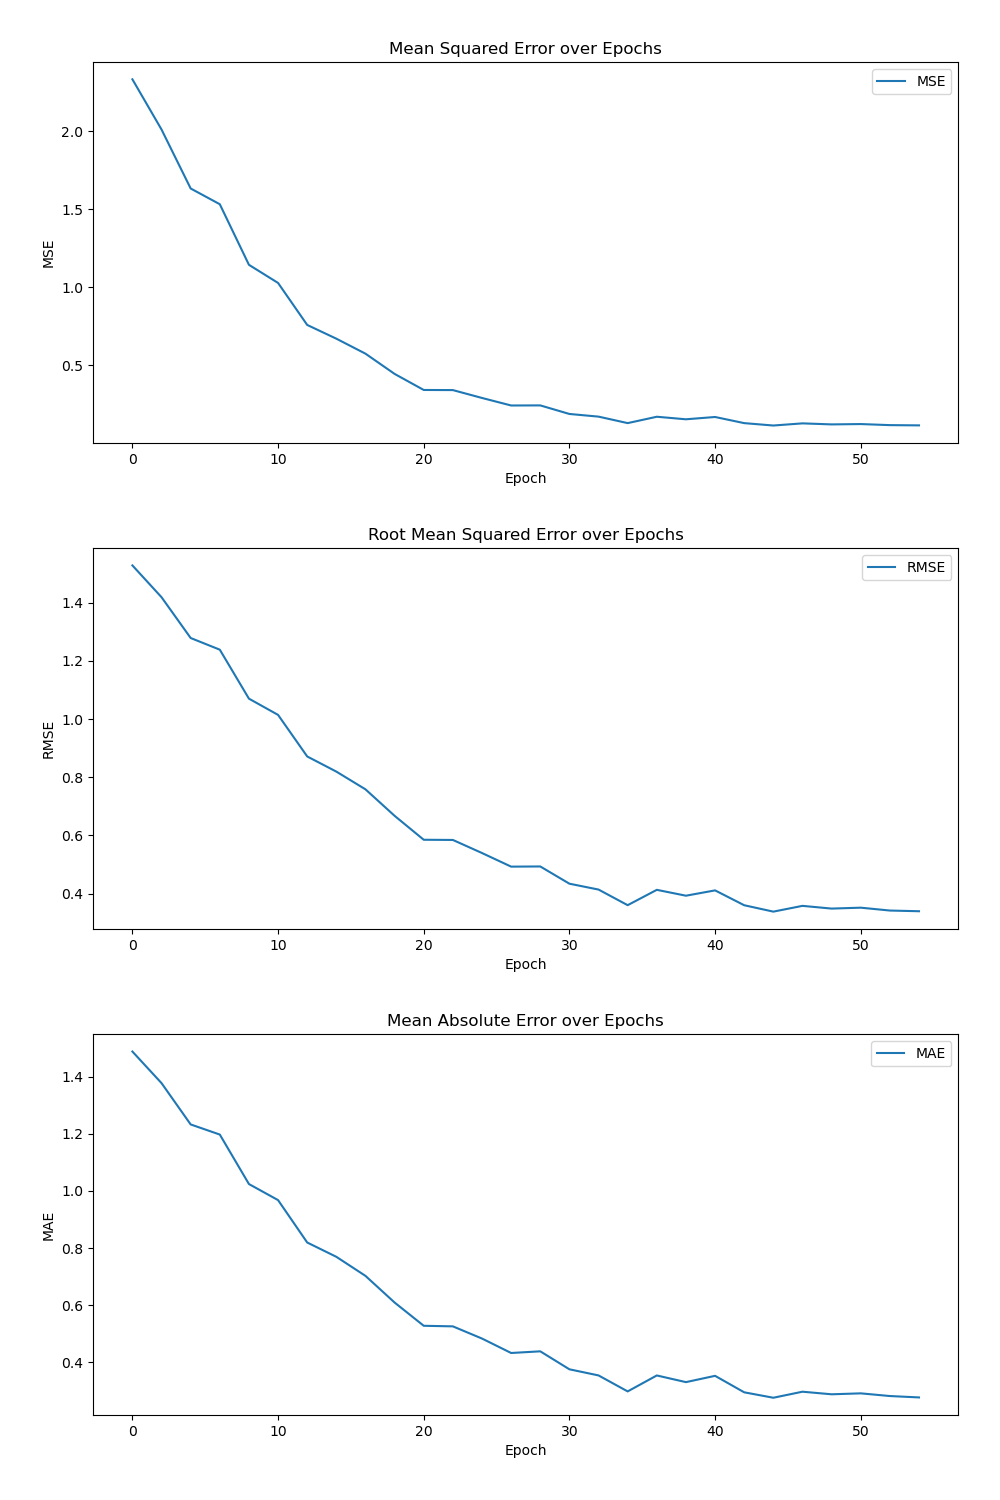 Mean Squared Error over Epochs
MSE
2.0
1.5
1.0
0.5
MSE
0 10 20 30 40 50
Epoch
Root Mean Squared Error over Epochs
RMSE
1.4
1.2
1.0
0.8
0.6
0.4
RMSE
0 10 20 30 40 50
Epoch
Mean Absolute Error over Epochs
MAE
1.4
1.2
1.0
0.8
0.6
0.4
MAE
0 10 20 30 40 50
Epoch